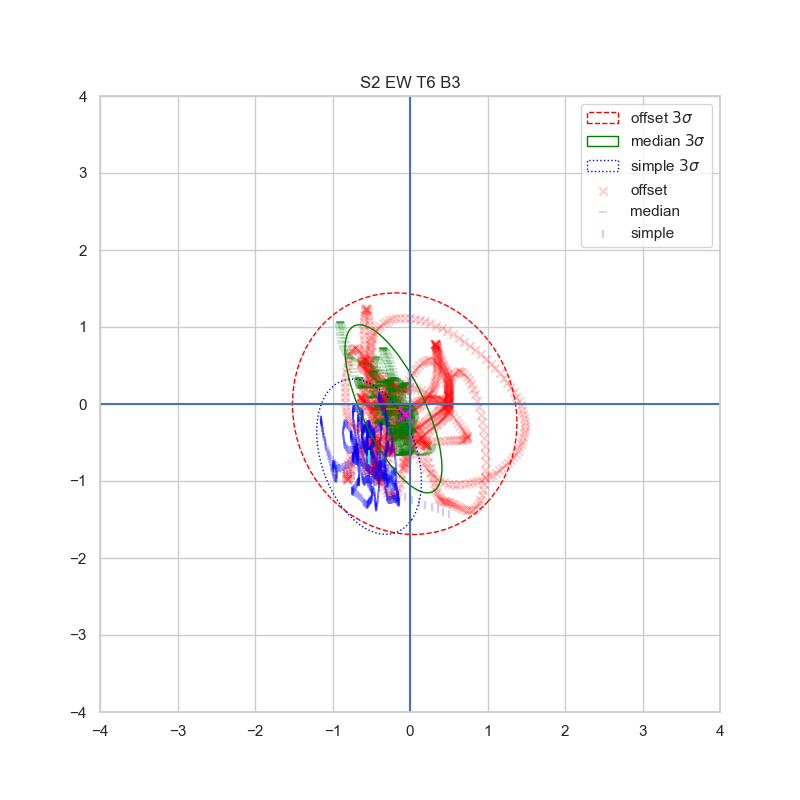 S2 EW T6 B3
offset 3σ
median 3σ
simple 3σ
offset
median
simple
4
3
2
1
0
−1
−2
−3
−4
−4 −3 −2 −1 0 1 2 3 4